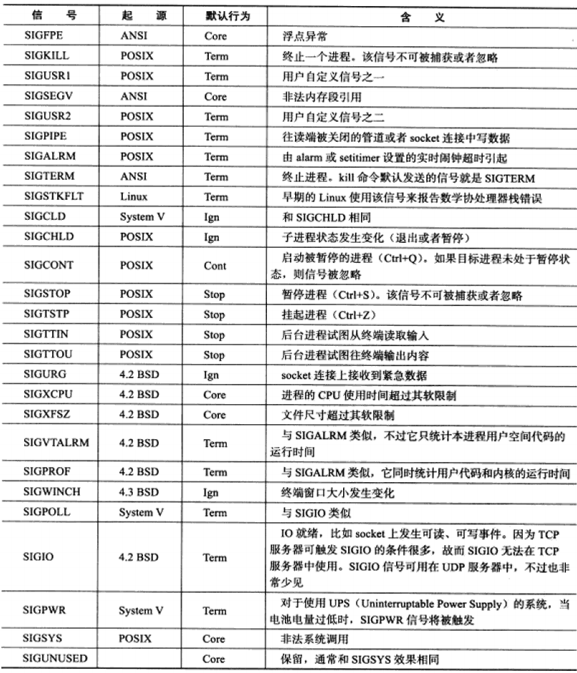 信 号 起 源 默认行为 含 义
SIGFPE ANSI Core 浮点异常
SIGKILL POSIX Term 终止一个进程。该信号不可被捕获或者忽略
SIGUSR1 POSIX Term 用户自定义信号之一
SIGSEGV ANSI Core 非法内存段引用
SIGUSR2 POSIX Term 用户自定义信号之二
SIGPIPE POSIX Term 往读端被关闭的管道或者 socket 连接中写数据
SIGALRM POSIX Term 由 alarm 或 setitimer 设置的实时闹钟超时引起
SIGTERM ANSI Term 终止进程。kill 命令默认发送的信号就是 SIGTERM
SIGSTKFLT Linux Term 早期的 Linux 使用该信号来报告数学协处理器栈错误
SIGCLD System V Ign 和 SIGCHLD 相同
SIGCHLD POSIX Ign 子进程状态发生变化（退出或者暂停）
SIGCONT POSIX Cont 启动被暂停的进程（Ctrl+Q）。如果目标进程未处于暂停状
态，则信号被忽略
SIGSTOP POSIX Stop 暂停进程（Ctrl+S）。该信号不可被捕获或者忽略
SIGTSTP POSIX Stop 挂起进程（Ctrl+Z）
SIGTTIN POSIX Stop 后台进程试图从终端读取输入
SIGTTOU POSIX Stop 后台进程试图往终端输出内容
SIGURG 4.2 BSD Ign socket 连接上接收到紧急数据
SIGXCPU 4.2 BSD Core 进程的 CPU 使用时间超过其软限制
SIGXFSZ 4.2 BSD Core 文件尺寸超过其软限制
SIGVTALRM 4.2 BSD Term 与 SIGALRM 类似，不过它只统计本进程用户空间代码的
运行时间
SIGPROF 4.2 BSD Term 与 SIGALRM 类似，它同时统计用户代码和内核的运行时间
SIGWINCH 4.3 BSD Ign 终端窗口大小发生变化
SIGPOLL System V Term 与 SIGIO 类似
SIGIO 4.2 BSD Term IO 就绪，比如 socket 上发生可读、可写事件。因为 TCP
服务器可触发 SIGIO 的条件很多，故而 SIGIO 无法在 TCP
服务器中使用。SIGIO 信号可用在 UDP 服务器中，不过也非
常少见
SIGPWR System V Term 对于使用 UPS（Uninterruptable Power Supply）的系统，当
电池电量过低时，SIGPWR 信号将被触发
SIGSYS POSIX Core 非法系统调用
SIGUNUSED Core 保留，通常和 SIGSYS 效果相同